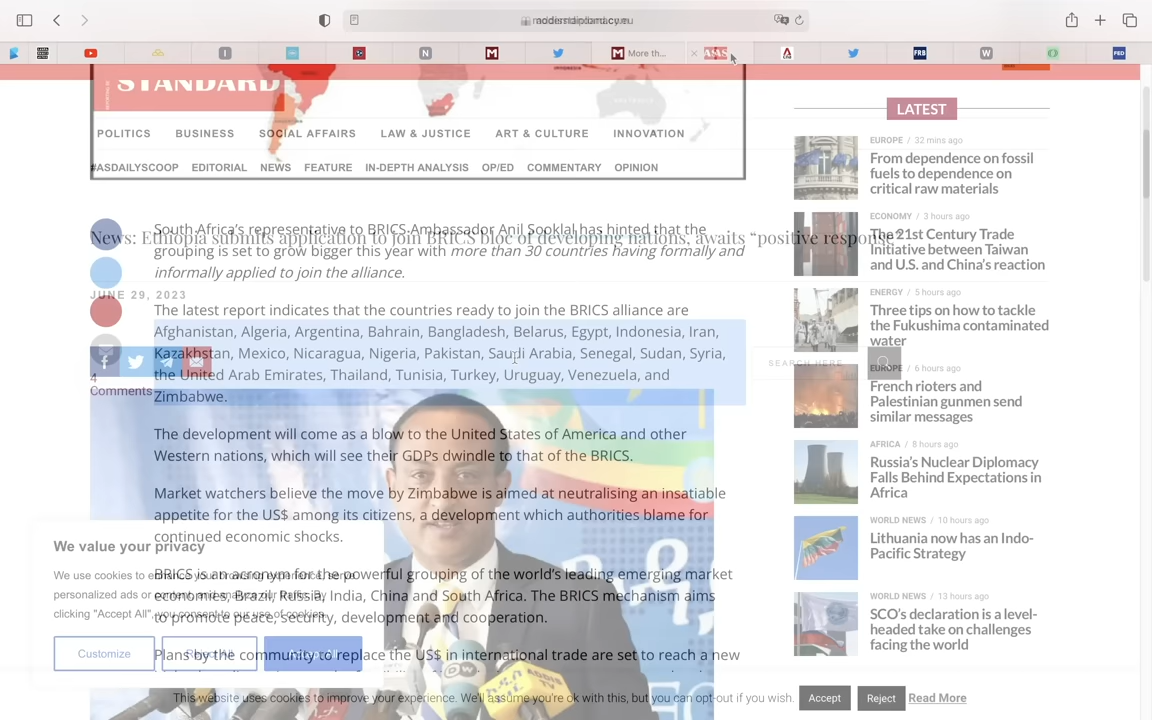 More th...
STANDARD
POLITICS BUSINESS SOCIAL AFFAIRS LAW & JUSTICE ART & CULTURE INNOVATION
#ASDAILYSCOOP EDITORIAL NEWS FEATURE IN-DEPTH ANALYSIS OP/ED COMMENTARY OPINION
South Africa's representative to BRICS Ambassador Anil Sooklal has hinted that the
grouping is set to grow bigger this year with more than 30 countries having formally and
informally applied to join the alliance.
News: Ethiopia submits application to join BRICS bloc of developing nations, awaits “positive response”
JUNE 29, 2023
The latest report indicates that the countries ready to join the BRICS alliance are
Afghanistan, Algeria, Argentina, Bahrain, Bangladesh, Belarus, Egypt, Indonesia, Iran,
Kazakhstan, Mexico, Nicaragua, Nigeria, Pakistan, Saudi Arabia, Senegal, Sudan, Syria,
the United Arab Emirates, Thailand, Tunisia, Turkey, Uruguay, Venezuela, and
Zimbabwe.
4
Comments
SEARCH HERE
The development will come as a blow to the United States of America and other
Western nations, which will see their GDPs dwindle to that of the BRICS.
Market watchers believe the move by Zimbabwe is aimed at neutralising an insatiable
appetite for the US$ among its citizens, a development which authorities blame for
continued economic shocks.
BRICS is an acronym for the powerful grouping of the world's leading emerging market
economies, Brazil, Russia, India, China and South Africa. The BRICS mechanism aims
to promote peace, security, development and cooperation.
Plans by the community to replace the US$ in international trade are set to reach a new
We value your privacy
We use cookies to enhance your browsing experience, serve
personalized ads or content, and analyze our traffic. By
clicking "Accept All", you consent to our use of cookies.
Customize Reject All Accept All
LATEST
EUROPE / 32 mins ago
From dependence on fossil
fuels to dependence on
critical raw materials
ECONOMY / 3 hours ago
The 21st Century Trade
Initiative between Taiwan
and U.S. and China's reaction
ENERGY / 5 hours ago
Three tips on how to tackle
the Fukushima contaminated
water
EUROPE / 6 hours ago
French rioters and
Palestinian gunmen send
similar messages
AFRICA / 8 hours ago
Russia's Nuclear Diplomacy
Falls Behind Expectations in
Africa
WORLD NEWS / 10 hours ago
Lithuania now has an Indo-
Pacific Strategy
WORLD NEWS / 13 hours ago
SCO's declaration is a level-
headed take on challenges
facing the world
This website uses cookies to improve your experience. We'll assume you're ok with this, but you can opt-out if you wish. Accept Reject Read More